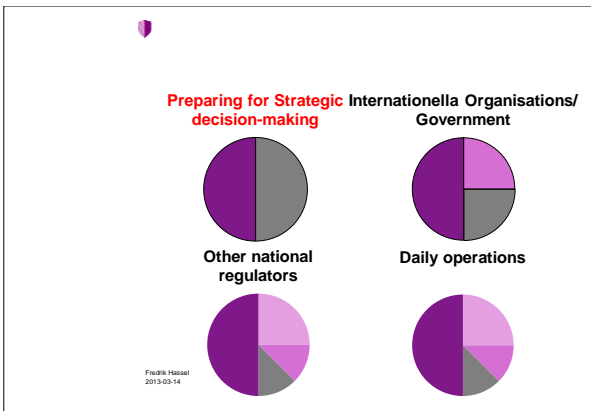 Preparing for Strategic
decision-making
Internationella Organisations/
Government
Other national
regulators
Daily operations
Fredrik Hassel
2013-03-14